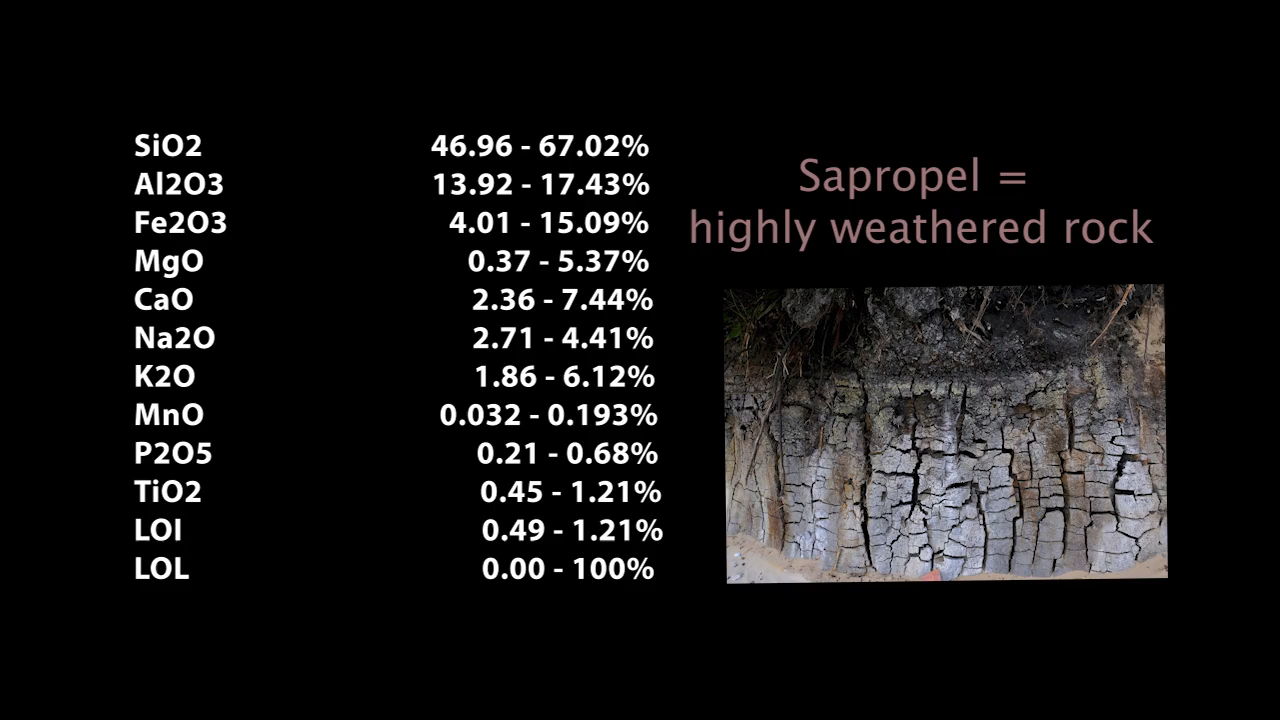 SiO2 46.96 - 67.02%
Al2O3 13.92 - 17.43%
Fe2O3 4.01 - 15.09%
MgO 0.37 - 5.37%
CaO 2.36 - 7.44%
Na2O 2.71 - 4.41%
K2O 1.86 - 6.12%
MnO 0.032 - 0.193%
P2O5 0.21 - 0.68%
TiO2 0.45 - 1.21%
LOI 0.49 - 1.21%
LOL 0.00 - 100%
Sapropel =
highly weathered rock